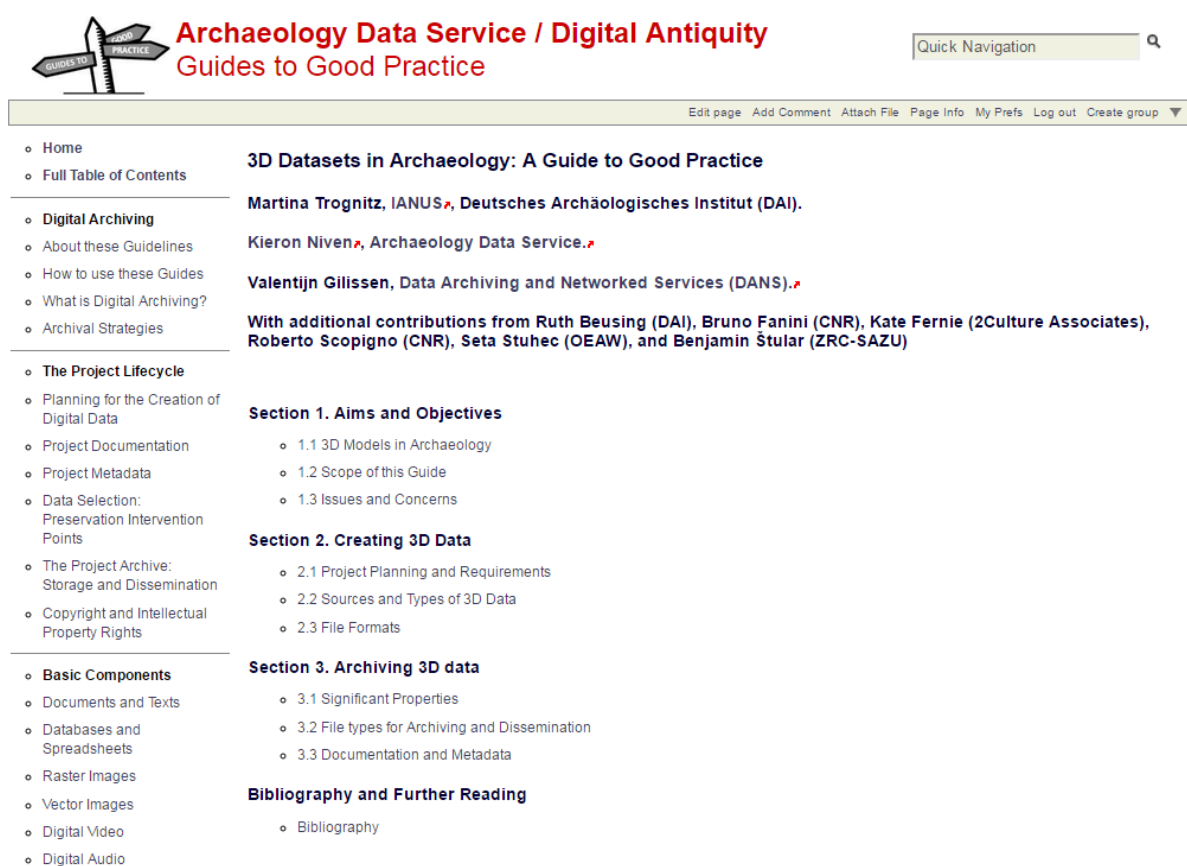 GOOD
PRACTICE
GUIDES TO
Archaeology Data Service / Digital Antiquity
Guides to Good Practice
Quick Navigation
Edit page Add Comment Attach File Page Info My Prefs Log out Create group
Home
Full Table of Contents
Digital Archiving
About these Guidelines
How to use these Guides
What is Digital Archiving?
Archival Strategies
The Project Lifecycle
Planning for the Creation of
Digital Data
Project Documentation
Project Metadata
Data Selection:
Preservation Intervention
Points
The Project Archive:
Storage and Dissemination
Copyright and Intellectual
Property Rights
Basic Components
Documents and Texts
Databases and
Spreadsheets
Raster Images
Vector Images
Digital Video
Digital Audio
3D Datasets in Archaeology: A Guide to Good Practice
Martina Trognitz, IANUS, Deutsches Archäologisches Institut (DAI).
Kieron Niven, Archaeology Data Service.
Valentijn Gilissen, Data Archiving and Networked Services (DANS).
With additional contributions from Ruth Beusing (DAI), Bruno Fanini (CNR), Kate Fernie (2Culture Associates),
Roberto Scopigno (CNR), Seta Stuhec (OEAW), and Benjamin Štular (ZRC-SAZU)
Section 1. Aims and Objectives
1.1 3D Models in Archaeology
1.2 Scope of this Guide
1.3 Issues and Concerns
Section 2. Creating 3D Data
2.1 Project Planning and Requirements
2.2 Sources and Types of 3D Data
2.3 File Formats
Section 3. Archiving 3D data
3.1 Significant Properties
3.2 File types for Archiving and Dissemination
3.3 Documentation and Metadata
Bibliography and Further Reading
Bibliography